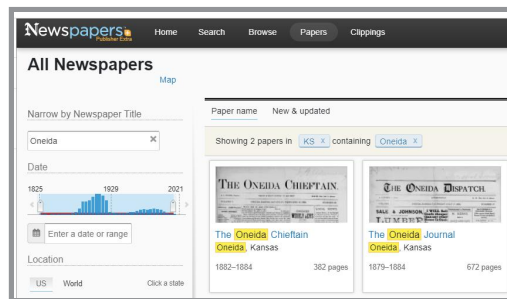 Newspapers
Publisher Extra
Home Search Browse Papers Clippings
All Newspapers
Map
Narrow by Newspaper Title
Oneida ×
Date
1825 1929 2021
Enter a date or range
Location
US World Click a state
Paper name New & updated
Showing 2 papers in KS x containing Oneida x
THE ONEIDA CHIEFTAIN.
The Oneida Chieftain
Oneida, Kansas
1882–1884 382 pages
THE ONEIDA DISPATCH.
SALE & JOHNSON,
LUMBER
The Oneida Journal
Oneida, Kansas
1879–1884 672 pages